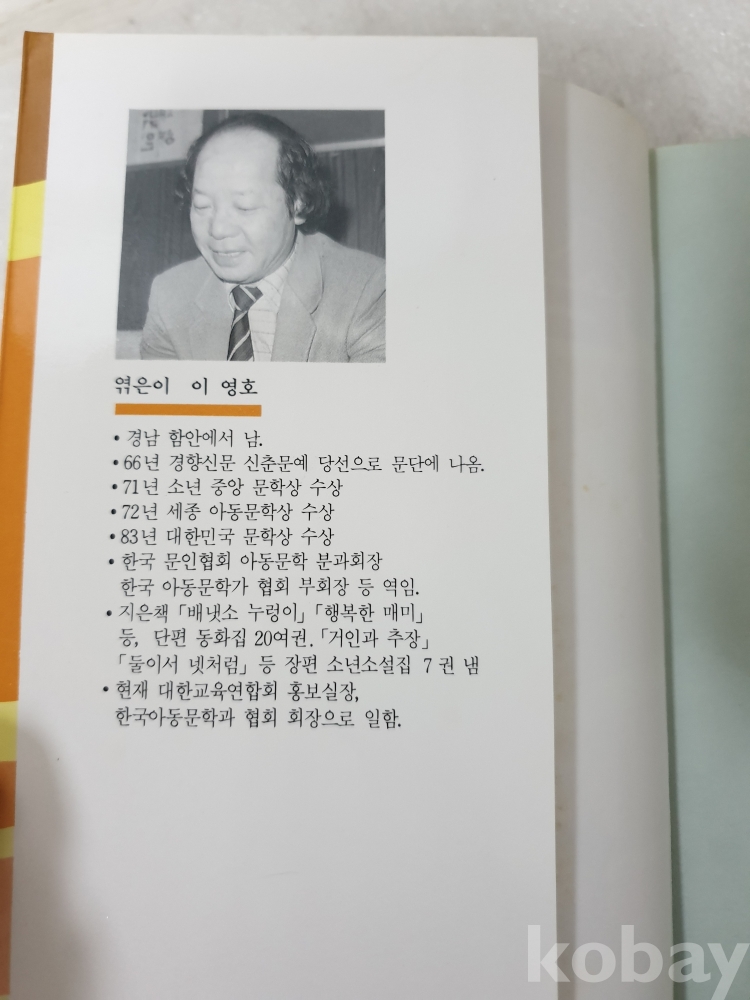 엮은이 이 영호
• 경남 함안에서 남.
• 66년 경향신문 신춘문예 당선으로 문단에 나옴.
• 71년 소년 중앙 문학상 수상
• 72년 세종 아동문학상 수상
• 83년 대한민국 문학상 수상
• 한국 문인협회 아동문학 분과회장
한국 아동문학가 협회 부회장 등 역임.
• 지은책 「배냇소 누렁이」 「행복한 매미」
등, 단편 동화집 20여권. 「거인과 추장」
「둘이서 넷처럼」 등 장편 소년소설집 7권 냄
• 현재 대한교육연합회 홍보실장,
한국아동문학과 협회 회장으로 일함.
kobay